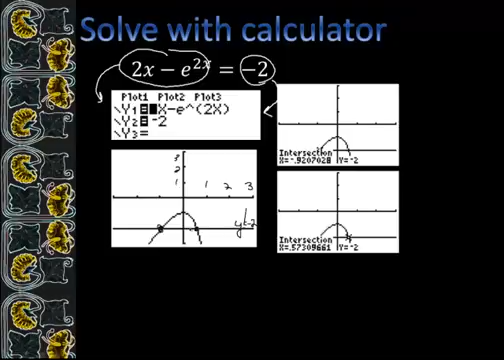 Solve with calculator
2x − e^{2x} = −2
Plot1 Plot2 Plot3
\Y₁=█X−e^(2X)
\Y₂=-2
\Y₃=
Intersection
X=-.9207028 Y=-2
3
2
1
1 2 3
y=-2
Intersection
X=.57309661 Y=-2